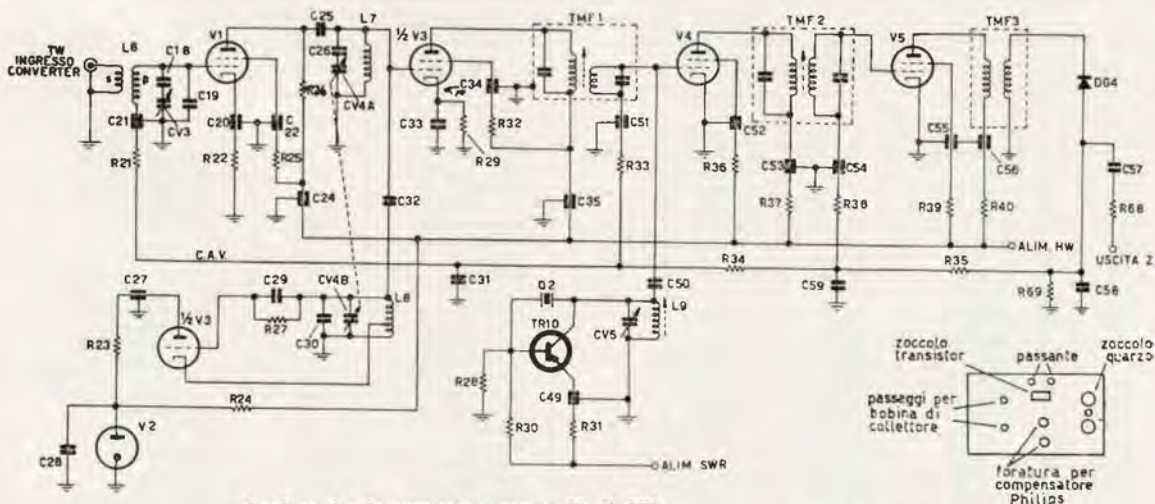 TW
INGRESSO
CONVERTER
L6
C18
C19
CV3
C21
R21
V1
C20
R22
C22
R25
C24
C25
R26
L7
C26
CV4A
½ V3
C34
C33
R29
R32
C35
C32
TMF1
C51
R33
V4
C52
R36
TMF2
C53
C54
R37
R38
V5
C55
R39
TMF3
C56
R40
DG4
C57
R68
ALIM. HW
USCITA Z
C.A.V.
C31
R34
C59
R35
R69
C58
C27
R23
½ V3
C29
R27
C30
CV4B
L8
R24
C28
V2
Q2
TR10
C50
CV5
L9
R28
R30
C49
R31
ALIM. SWR
zoccolo
transistor
passante
zoccolo
quarzo
passaggi per
bobina di
collettore
foratura per
compensatore
Philips